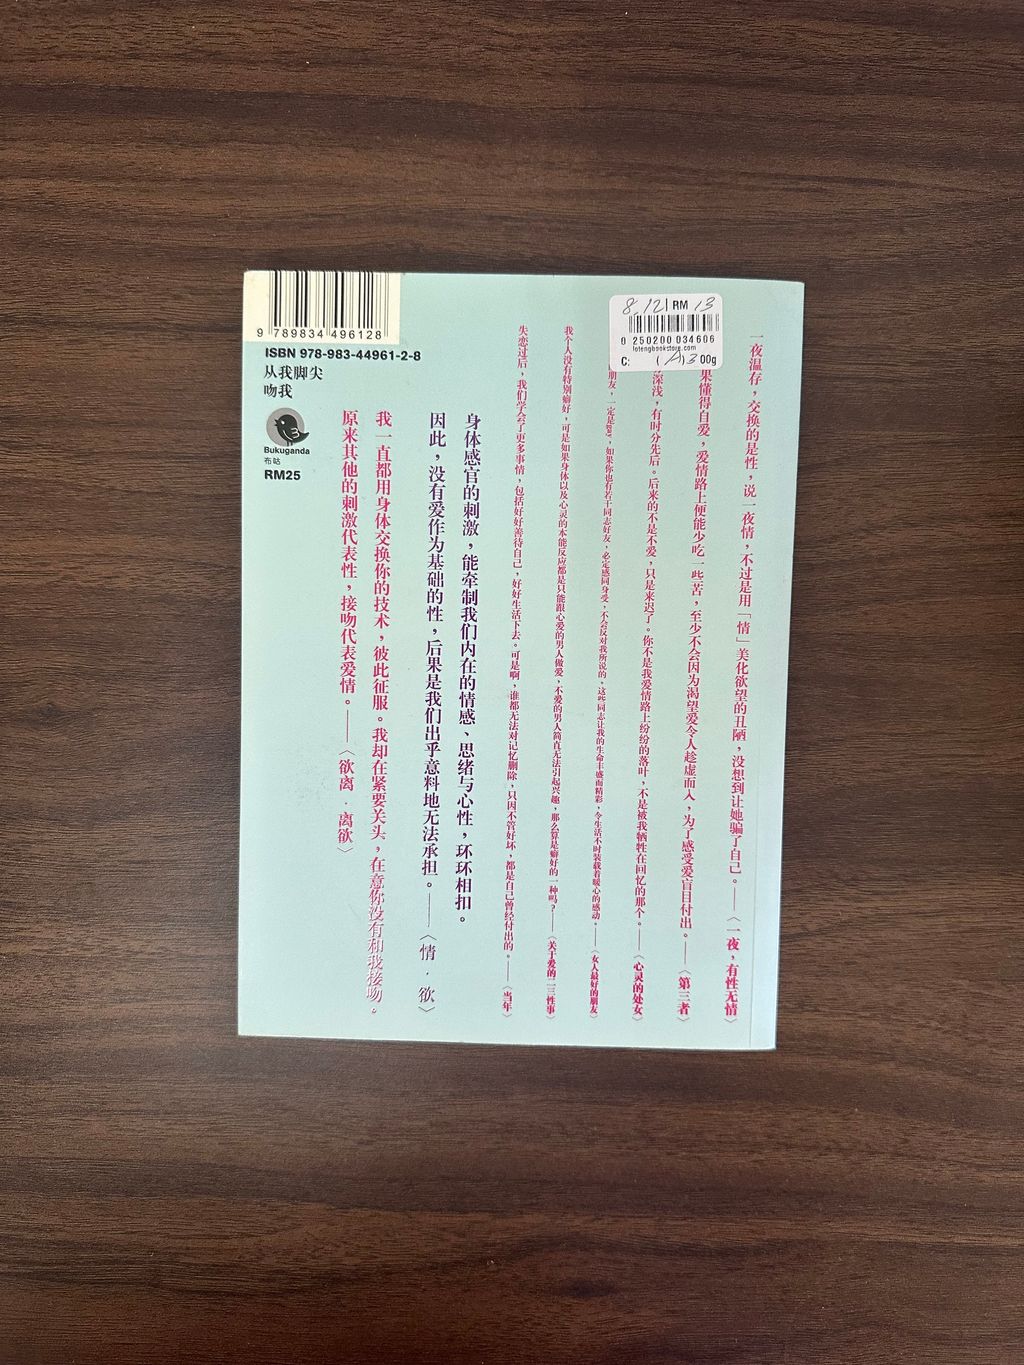 9 789834 496128
ISBN 978-983-44961-2-8
从我脚尖
吻我
Bukuganda
布咕
RM25
8.121 RM 13
0 250200 034606
lotengbookstore.com
C: 00g
一夜温存，交换的是性，说一夜情，不过是用「情」美化欲望的丑陋，没想到让她骗了自己。——〈一夜，有性无情〉
果懂得自爱，爱情路上便能少吃一些苦，至少不会因为渴望爱令人趁虚而入，为了感受爱盲目付出。——〈第三者〉
深浅，有时分先后。后来的不是不爱，只是来迟了。你不是我爱情路上纷纷的落叶，不是被我牺牲在回忆的那个。——〈心灵的处女〉
朋友，一定是gay，如果你也有若干同志好友，必定感同身受，不会反对我所说的，这些同志让我的生命丰盛而精彩，令生活不时装载着暖心的感动。——〈女人最好的朋友〉
我个人没有特别癖好，可是如果身体以及心灵的本能反应都是只能跟心爱的男人做爱，不爱的男人简直无法引起兴趣，那么算是癖好的一种吗？——〈关于爱的二三性事〉
失恋过后，我们学会了更多事情，包括好好善待自己，好好生活下去。可是啊，谁都无法对记忆删除，只因不管好坏，都是自己曾经付出的。——〈当年〉
身体感官的刺激，能牵制我们内在的情感、思绪与心性，环环相扣。
因此，没有爱作为基础的性，后果是我们出乎意料地无法承担。——〈情．欲〉
我一直都用身体交换你的技术，彼此征服。我却在紧要关头，在意你没有和我接吻。
原来其他的刺激代表性，接吻代表爱情。——〈欲离．离欲〉